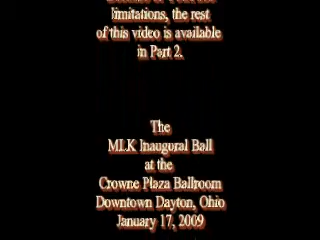 limitations, the rest
of this video is available
in Part 2.
The
MLK Inaugural Ball
at the
Crowne Plaza Ballroom
Downtown Dayton, Ohio
January 17, 2009